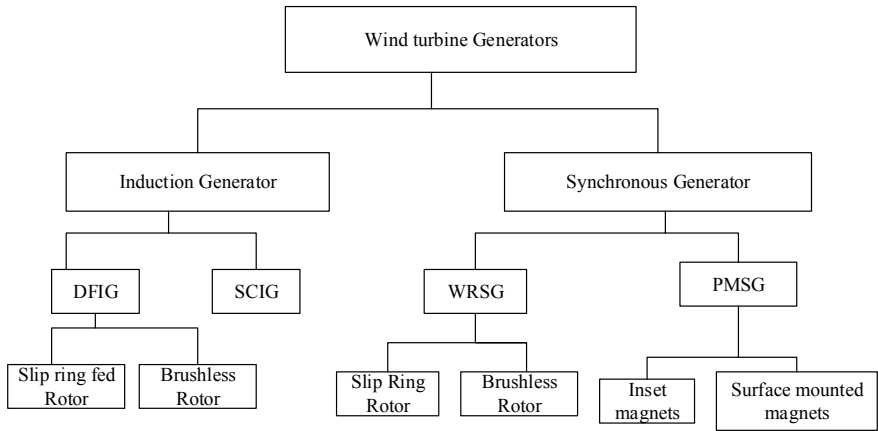 Wind turbine Generators
Induction Generator
Synchronous Generator
DFIG
SCIG
WRSG
PMSG
Slip ring fed
Rotor
Brushless
Rotor
Slip Ring
Rotor
Brushless
Rotor
Inset
magnets
Surface mounted
magnets